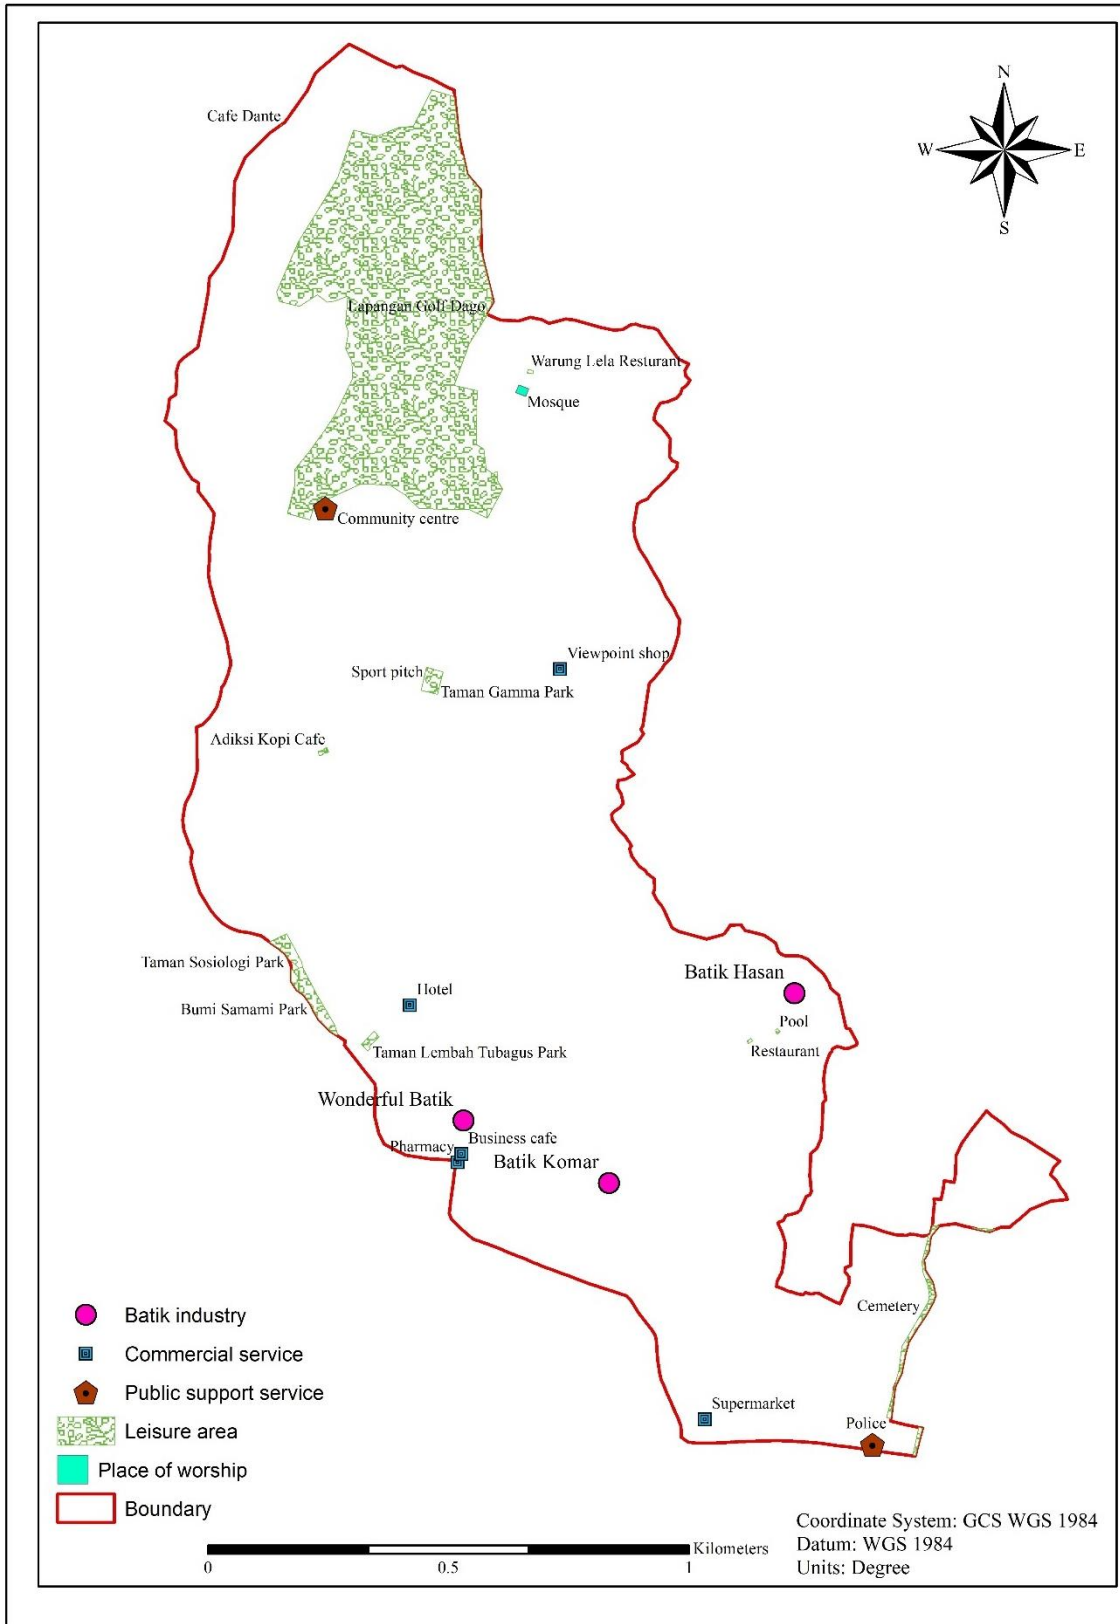 N
Cafe Dante
W
E
S
Lapangan Golf Dago
Warung Lela Resturant
Mosque
Community centre
Viewpoint shop
Sport pitch
Taman Gamma Park
Adiksi Kopi Cafe
Taman Sosiologi Park
Batik Hasan
Hotel
Bumi Samami Park
Pool
Taman Lembah Tubagus Park
Restaurant
Wonderful Batik
Business cafe
Pharmacy
Batik Komar
Cemetery
Supermarket
Police
Batik industry
Commercial service
Public support service
Leisure area
Place of worship
Boundary
Kilometers
0 0.5 1
Coordinate System: GCS WGS 1984
Datum: WGS 1984
Units: Degree